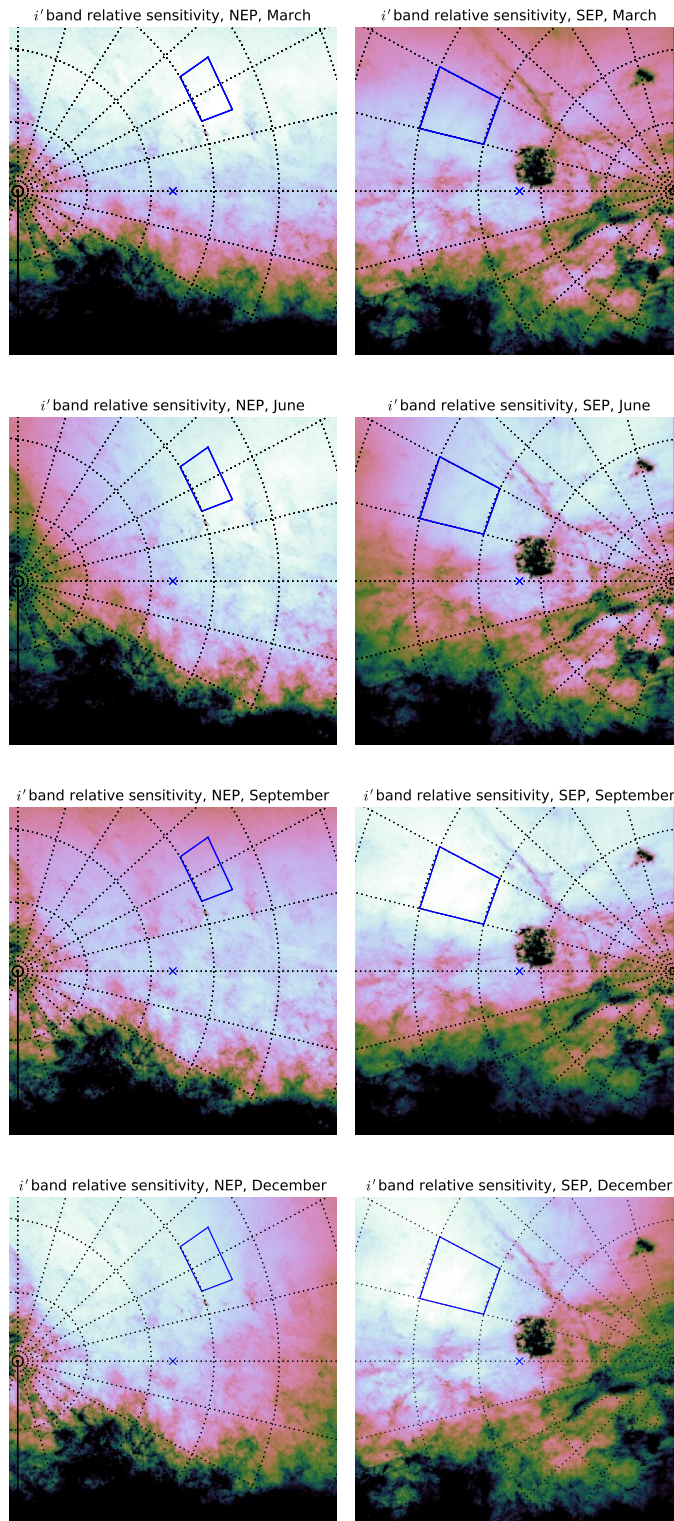 i′ band relative sensitivity, NEP, March
i′ band relative sensitivity, SEP, March
i′ band relative sensitivity, NEP, June
i′ band relative sensitivity, SEP, June
i′ band relative sensitivity, NEP, September
i′ band relative sensitivity, SEP, September
i′ band relative sensitivity, NEP, December
i′ band relative sensitivity, SEP, December